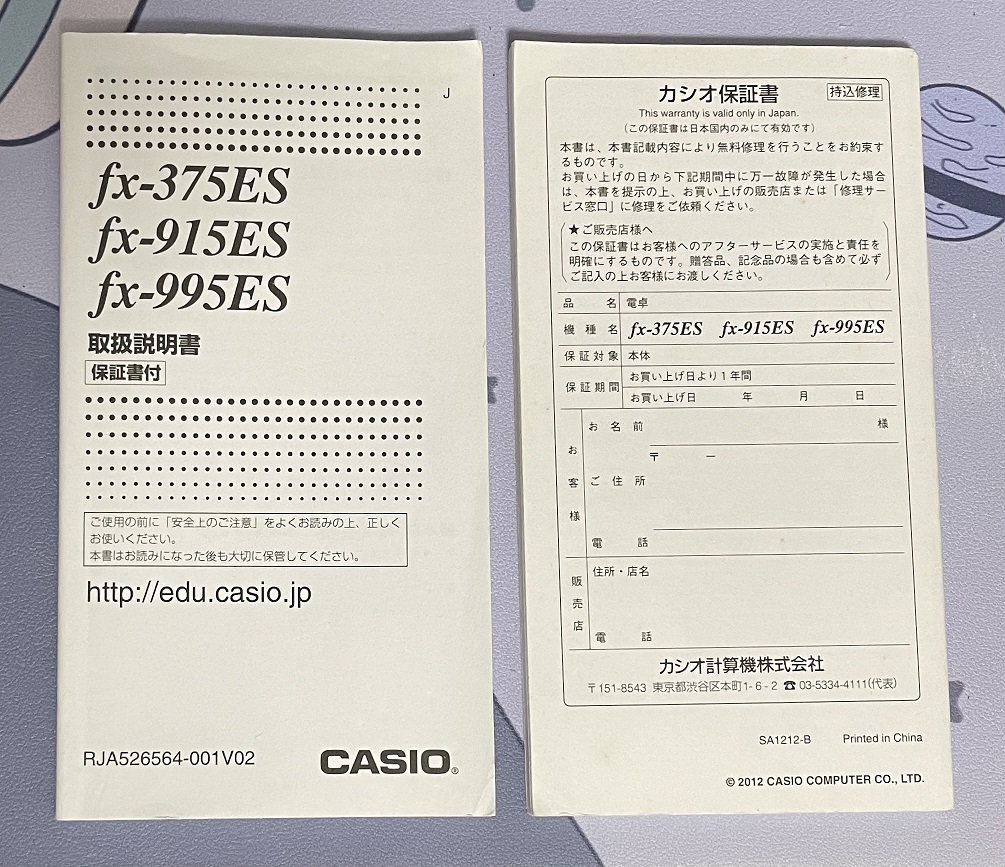 J
fx-375ES
fx-915ES
fx-995ES
取扱説明書
保証書付
ご使用の前に「安全上のご注意」をよくお読みの上、正しく
お使いください。
本書はお読みになった後も大切に保管してください。
http://edu.casio.jp
RJA526564-001V02
CASIO®
カシオ保証書 持込修理
This warranty is valid only in Japan.
(この保証書は日本国内のみにて有効です)
本書は、本書記載内容により無料修理を行うことをお約束す
るものです。
お買い上げの日から下記期間中に万一故障が発生した場合
は、本書を提示の上、お買い上げの販売店または「修理サー
ビス窓口」に修理をご依頼ください。
★ご販売店様へ
この保証書はお客様へのアフターサービスの実施と責任を
明確にするものです。贈答品、記念品の場合も含めて必ず
ご記入の上お客様にお渡しください。
品名 電卓
機種名 fx-375ES fx-915ES fx-995ES
保証対象 本体
保証期間 お買い上げ日より1年間
お買い上げ日 年 月 日
お客様
お名前 様
〒 −
ご住所
電話
販売店
住所・店名
電話
カシオ計算機株式会社
〒151-8543 東京都渋谷区本町1-6-2 ☎ 03-5334-4111(代表)
SA1212-B Printed in China
© 2012 CASIO COMPUTER CO., LTD.